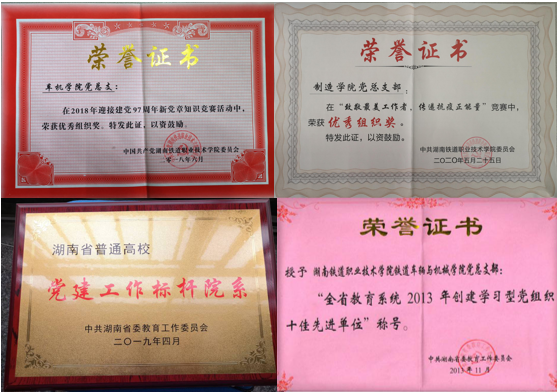 荣誉证书
车机学院党总支：
在2018年迎接建党97周年新党章知识竞赛活动中，
荣获优秀组织奖。特发此证，以资鼓励。
中国共产党湖南铁道职业技术学院委员会
二〇一八年六月
荣誉证书
制造学院党总支部：
在“致敬最美工作者，传递抗疫正能量”竞赛中，
荣获优秀组织奖。
特发此证，以资鼓励。
中共湖南铁道职业技术学院委员会
二〇二〇年五月二十五日
湖南省普通高校
党建工作标杆院系
中共湖南省委教育工作委员会
二〇一九年四月
荣誉证书
授予 湖南铁道职业技术学院铁道车辆与机械学院党总支部：
“全省教育系统 2013 年创建学习型党组织
十佳先进单位”称号。
中共湖南省委教育工作委员会
2013 年 11 月